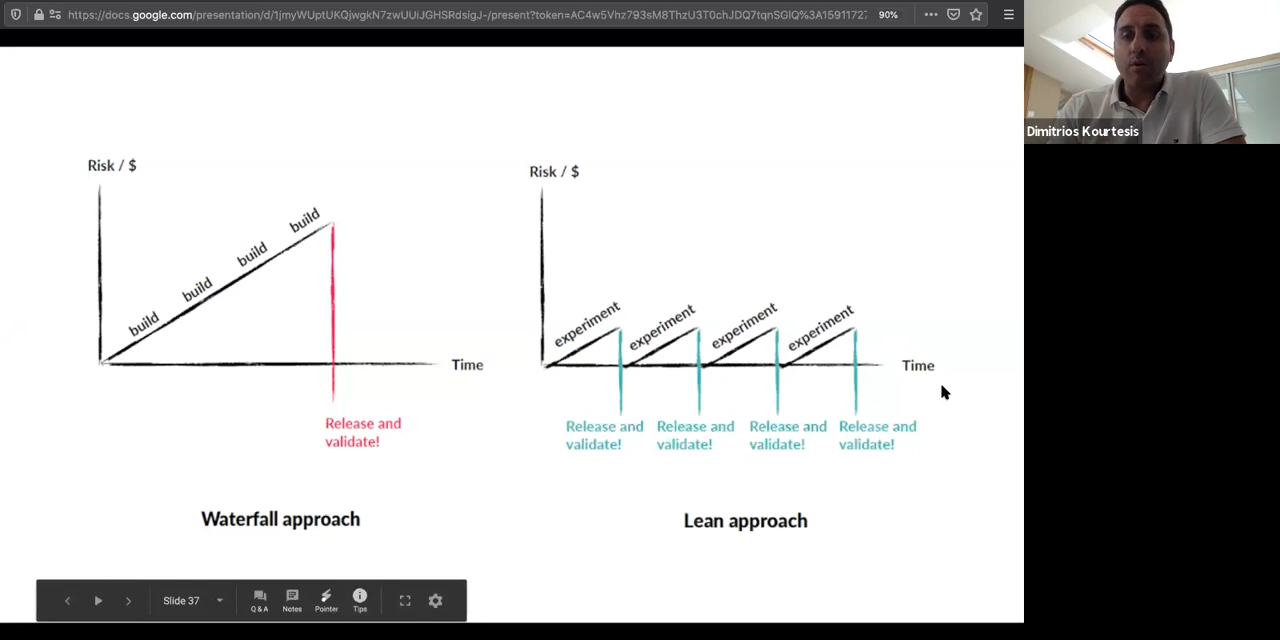 https://docs.google.com/presentation/d/1jmyWUptUKQjwgkN7zwUUiJGHSRdsigJ-/present?token=AC4w5Vhz793sM8ThzU3T0chJDQ7tqnSGlQ%3A1591172
90%
Dimitrios Kourtesis
Risk / $
build
build
build
build
Time
Release and
validate!
Waterfall approach
Risk / $
experiment
experiment
experiment
experiment
Time
Release and
validate!
Release and
validate!
Release and
validate!
Release and
validate!
Lean approach
Slide 37
Q & A
Notes
Pointer
Tips